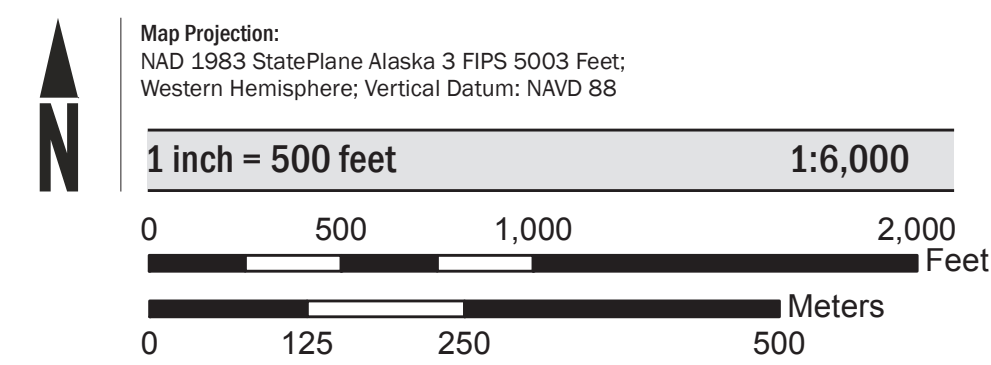 Map Projection:
NAD 1983 StatePlane Alaska 3 FIPS 5003 Feet;
Western Hemisphere; Vertical Datum: NAVD 88
N
1 inch = 500 feet 1:6,000
0 500 1,000 2,000
Feet
Meters
0 125 250 500